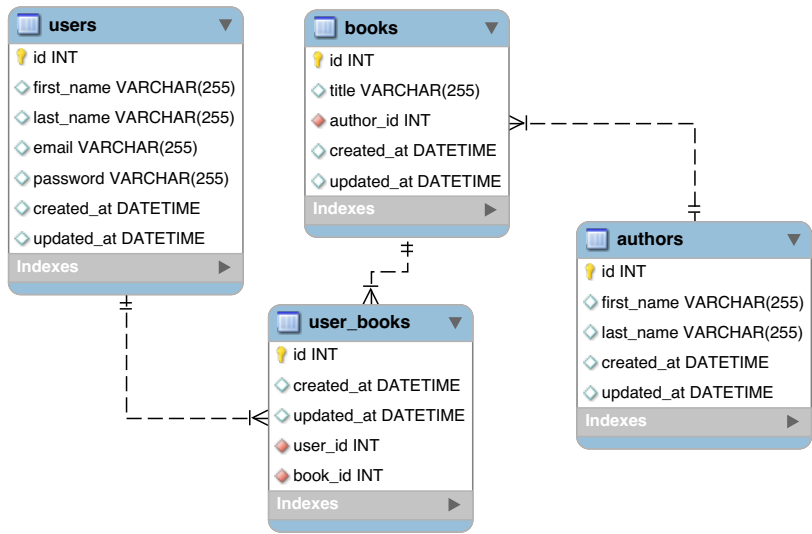 users
id INT
first_name VARCHAR(255)
last_name VARCHAR(255)
email VARCHAR(255)
password VARCHAR(255)
created_at DATETIME
updated_at DATETIME
Indexes
books
id INT
title VARCHAR(255)
author_id INT
created_at DATETIME
updated_at DATETIME
Indexes
authors
id INT
first_name VARCHAR(255)
last_name VARCHAR(255)
created_at DATETIME
updated_at DATETIME
Indexes
user_books
id INT
created_at DATETIME
updated_at DATETIME
user_id INT
book_id INT
Indexes